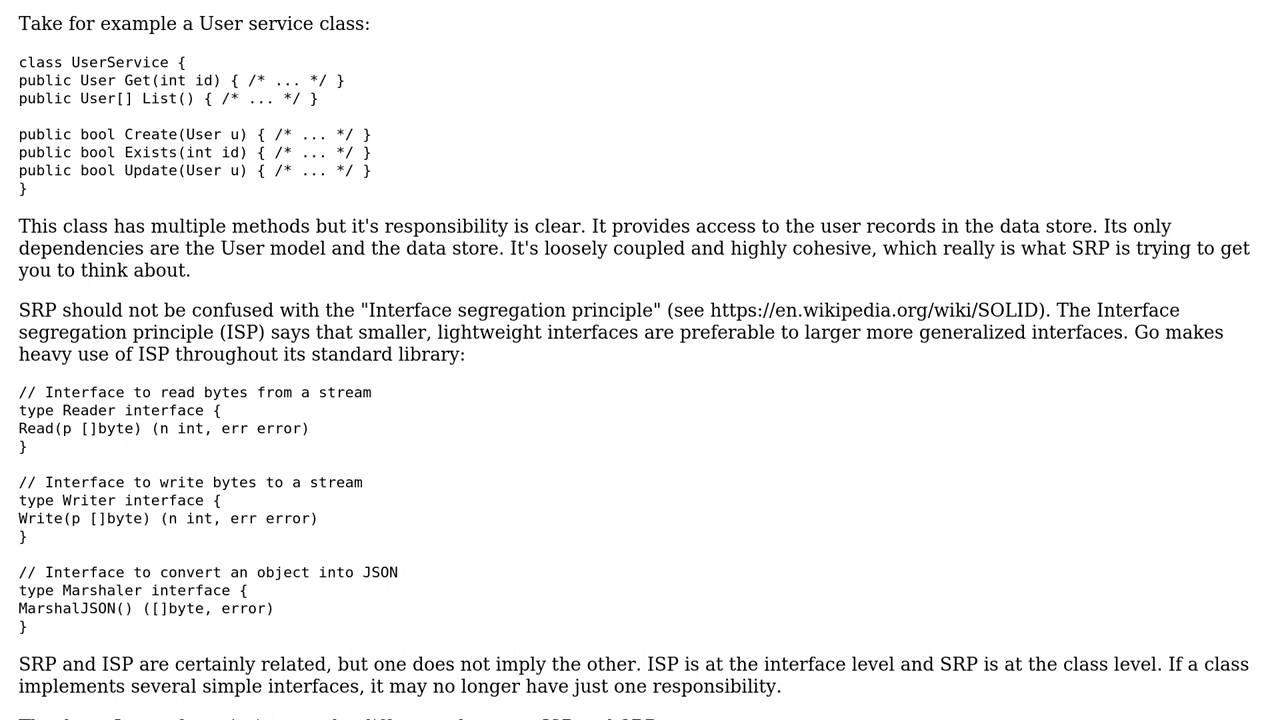 Take for example a User service class:
class UserService {
public User Get(int id) { /* ... */ }
public User[] List() { /* ... */ }
public bool Create(User u) { /* ... */ }
public bool Exists(int id) { /* ... */ }
public bool Update(User u) { /* ... */ }
}
This class has multiple methods but it's responsibility is clear. It provides access to the user records in the data store. Its only
dependencies are the User model and the data store. It's loosely coupled and highly cohesive, which really is what SRP is trying to get
you to think about.
SRP should not be confused with the "Interface segregation principle" (see https://en.wikipedia.org/wiki/SOLID). The Interface
segregation principle (ISP) says that smaller, lightweight interfaces are preferable to larger more generalized interfaces. Go makes
heavy use of ISP throughout its standard library:
// Interface to read bytes from a stream
type Reader interface {
Read(p []byte) (n int, err error)
}
// Interface to write bytes to a stream
type Writer interface {
Write(p []byte) (n int, err error)
}
// Interface to convert an object into JSON
type Marshaler interface {
MarshalJSON() ([]byte, error)
}
SRP and ISP are certainly related, but one does not imply the other. ISP is at the interface level and SRP is at the class level. If a class
implements several simple interfaces, it may no longer have just one responsibility.